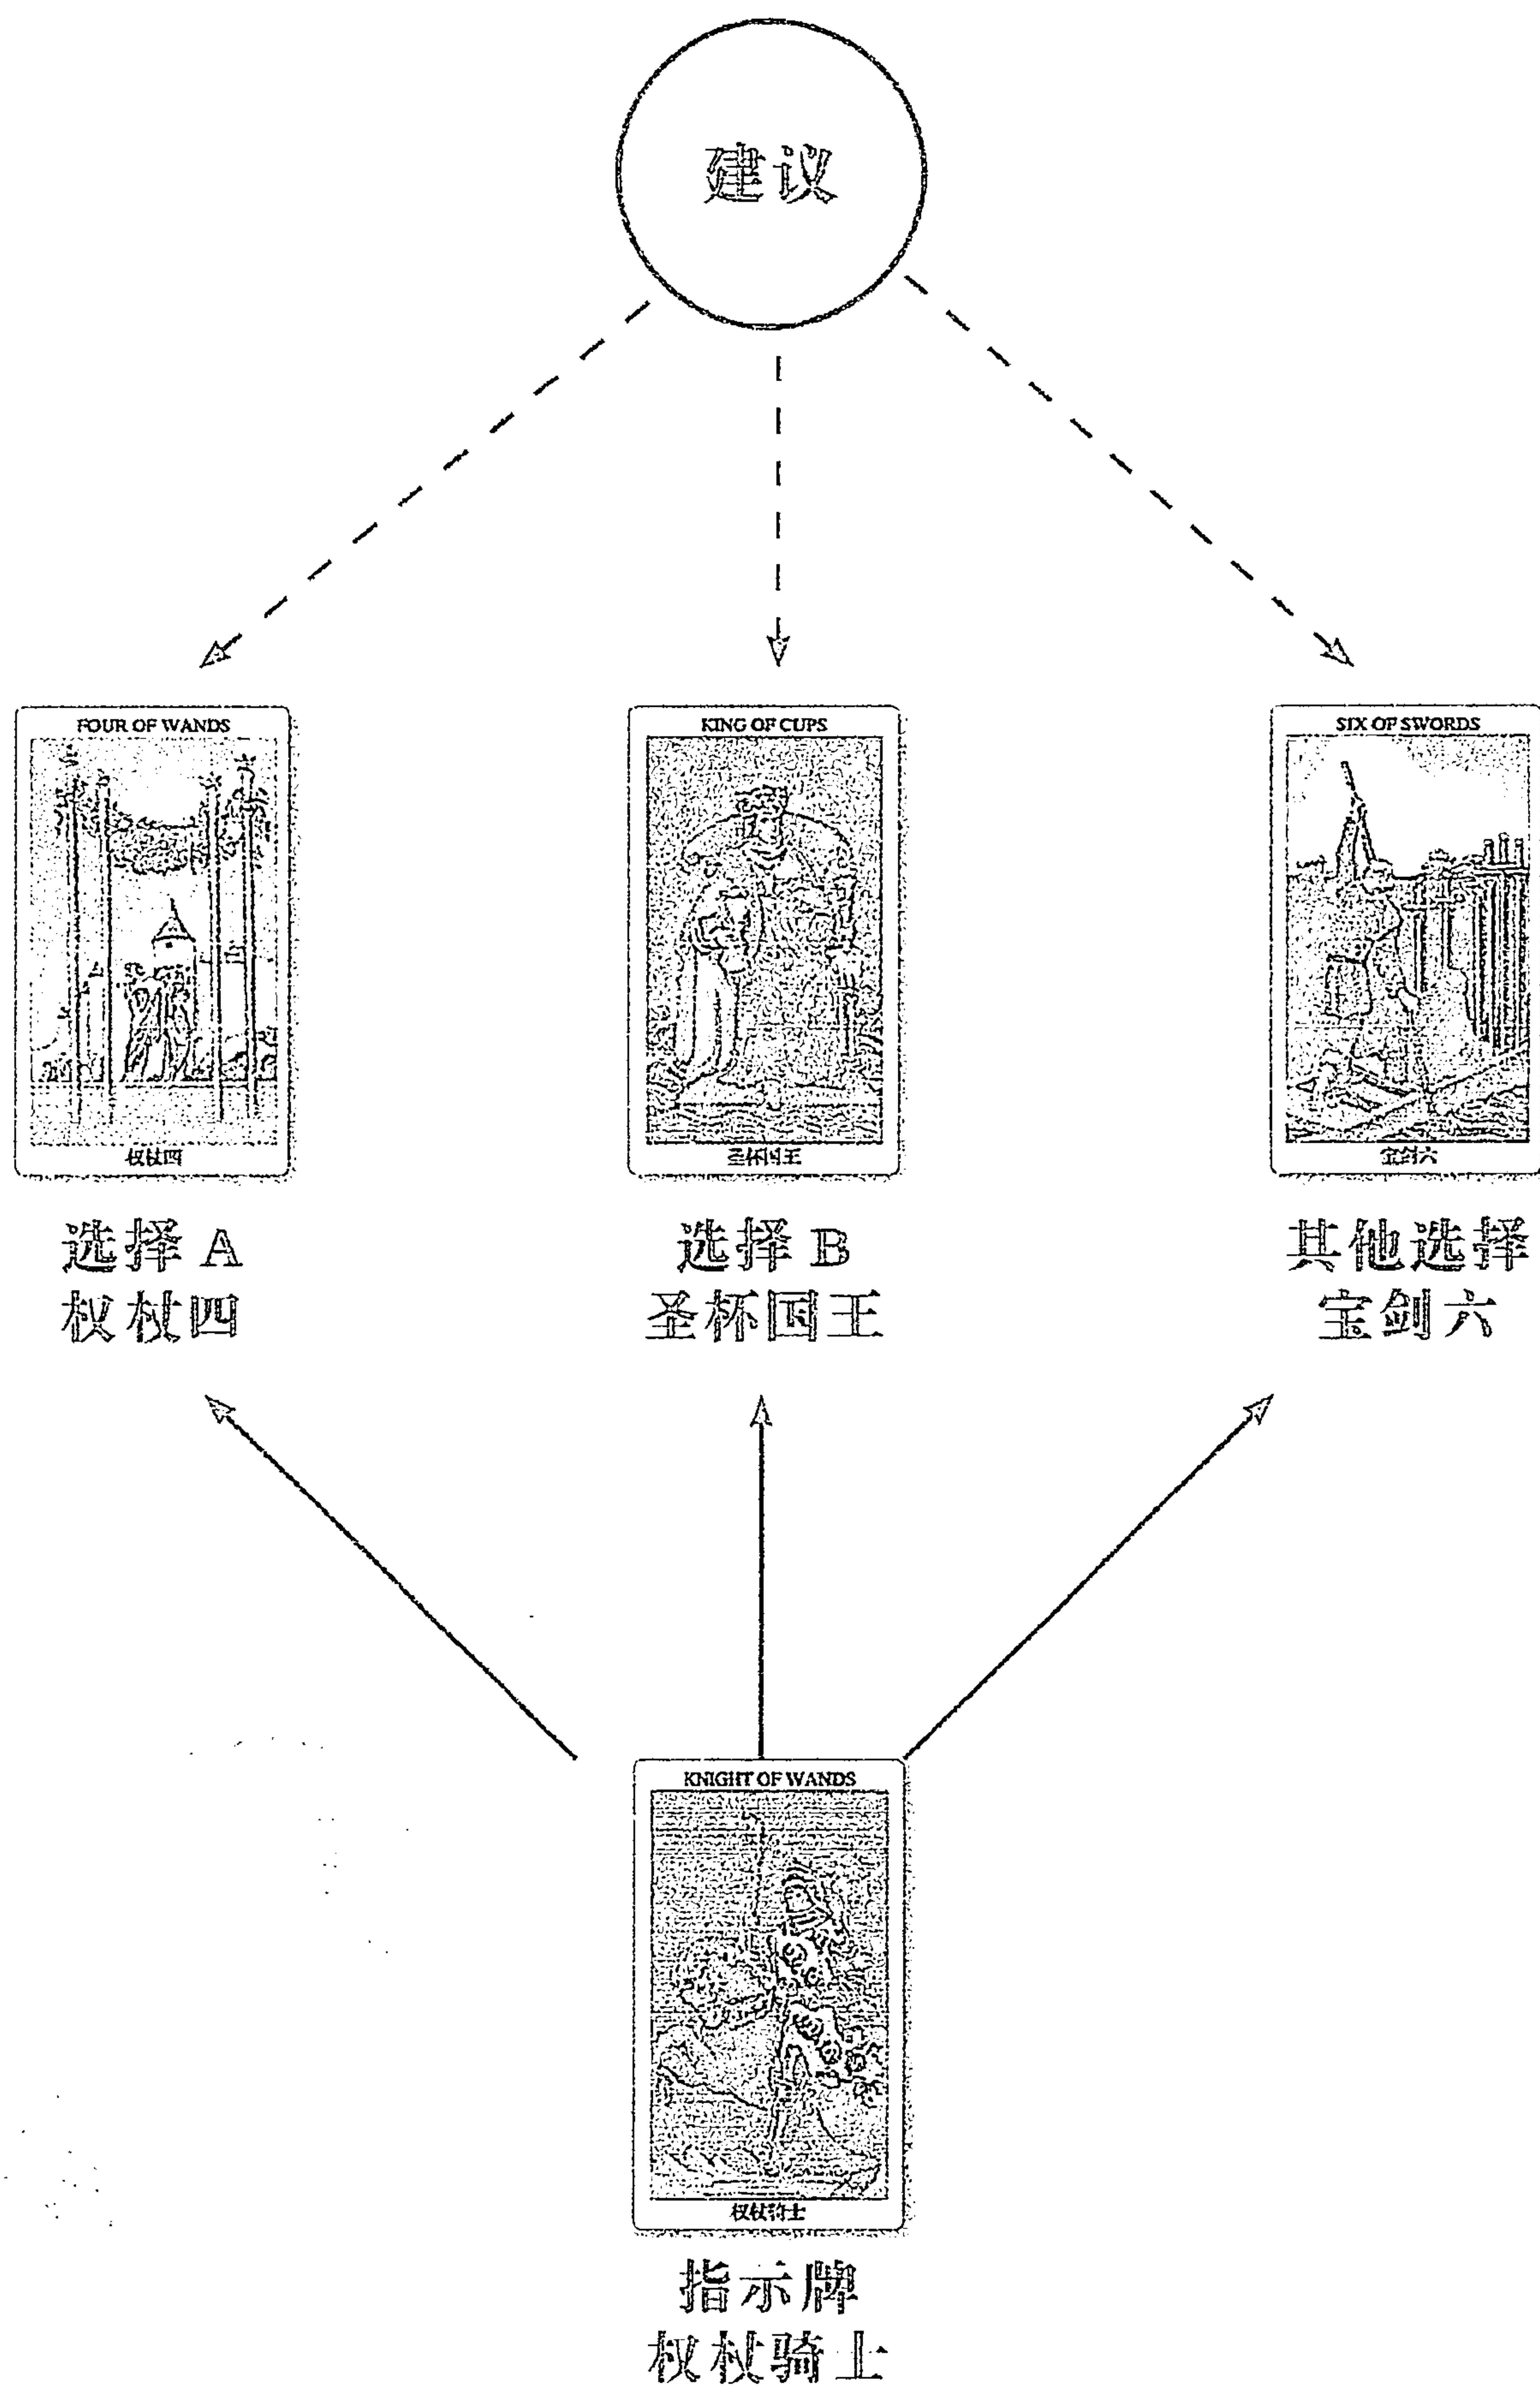 建议
FOUR OF WANDS
权杖四
选择 A
权杖四
KING OF CUPS
圣杯国王
选择 B
圣杯国王
SIX OF SWORDS
宝剑六
其他选择
宝剑六
KNIGHT OF WANDS
权杖骑士
指示牌
权杖骑士